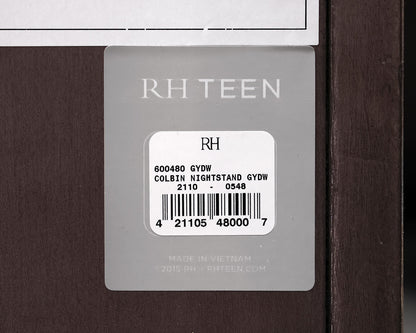 RH TEEN
RH
600480 GYDW
COLBIN NIGHTSTAND GYDW
2110 - 0548
4 21105 48000 7
MADE IN VIETNAM
©2015 RH / RHTEEN.COM